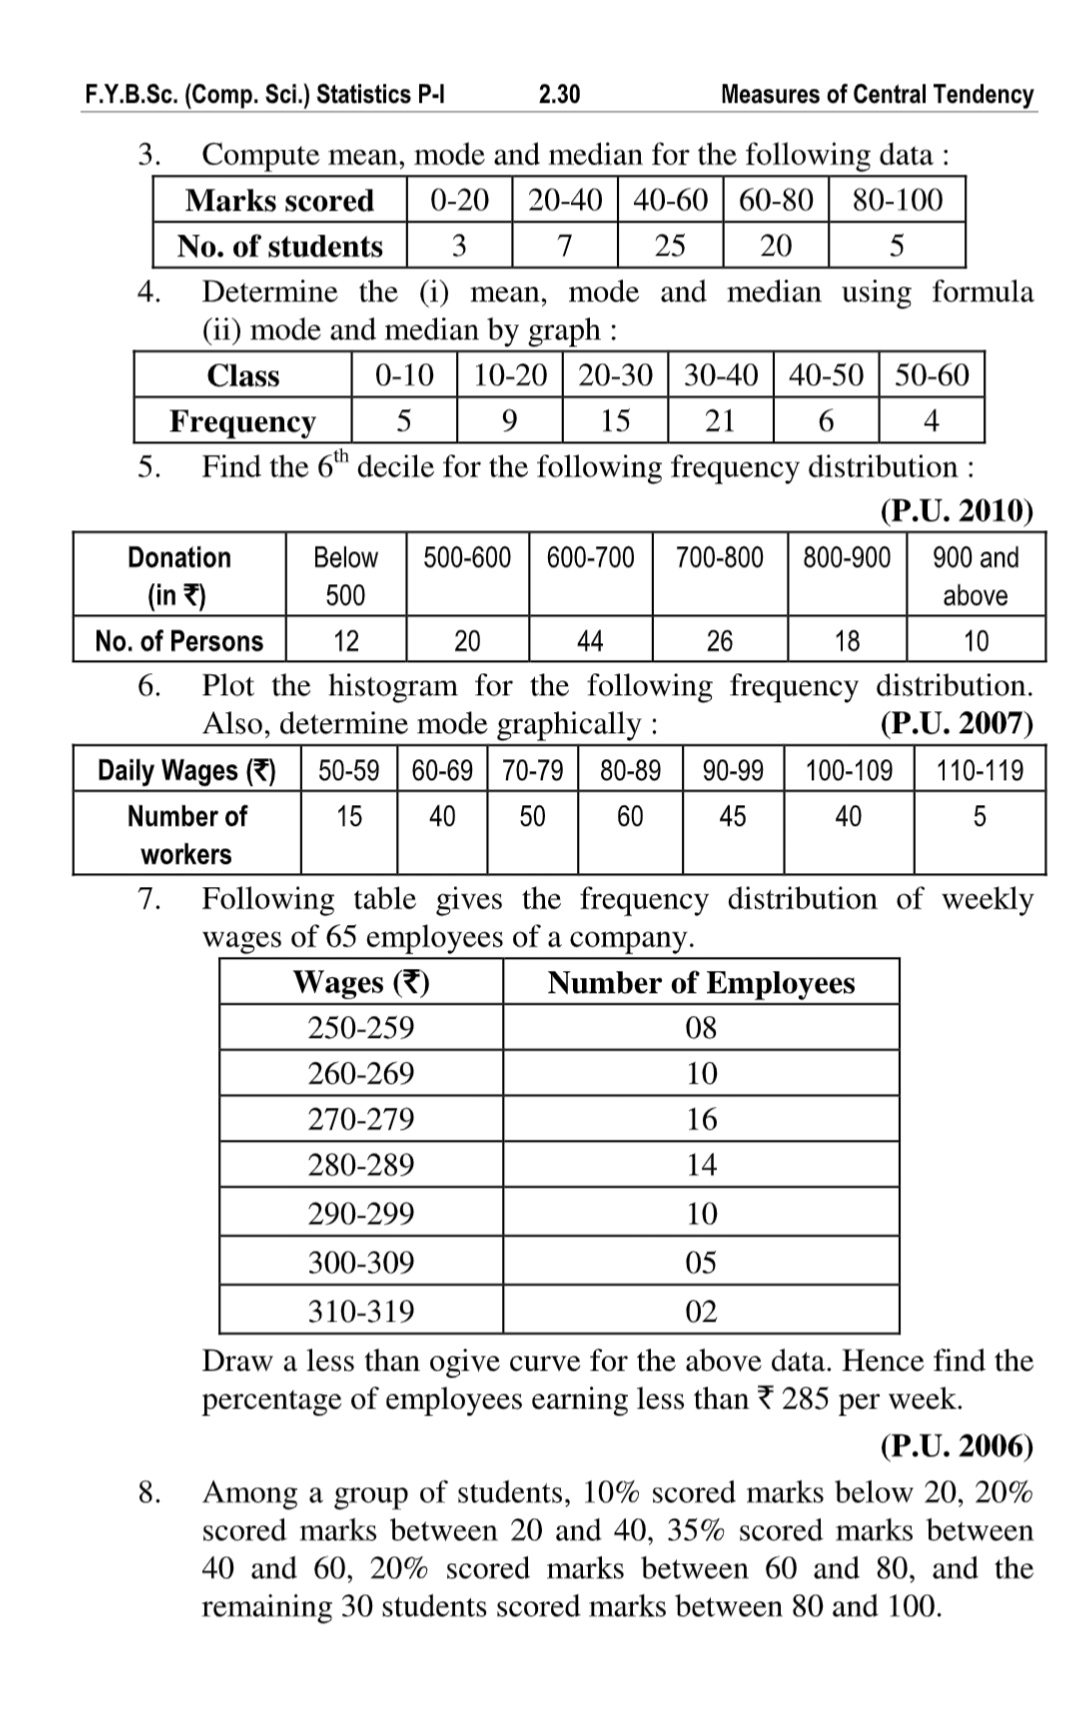 F.Y.B.Sc. (Comp. Sci.) Statistics P-I 2.30 Measures of Central Tendency
3. Compute mean, mode and median for the following data :
Marks scored 0-20 20-40 40-60 60-80 80-100
No. of students 3 7 25 20 5
4. Determine the (i) mean, mode and median using formula
(ii) mode and median by graph :
Class 0-10 10-20 20-30 30-40 40-50 50-60
Frequency 5 9 15 21 6 4
5. Find the 6th decile for the following frequency distribution :
(P.U. 2010)
Donation Below 500-600 600-700 700-800 800-900 900 and
(in ₹) 500 above
No. of Persons 12 20 44 26 18 10
6. Plot the histogram for the following frequency distribution.
Also, determine mode graphically : (P.U. 2007)
Daily Wages (₹) 50-59 60-69 70-79 80-89 90-99 100-109 110-119
Number of 15 40 50 60 45 40 5
workers
7. Following table gives the frequency distribution of weekly
wages of 65 employees of a company.
Wages (₹) Number of Employees
250-259 08
260-269 10
270-279 16
280-289 14
290-299 10
300-309 05
310-319 02
Draw a less than ogive curve for the above data. Hence find the
percentage of employees earning less than ₹ 285 per week.
(P.U. 2006)
8. Among a group of students, 10% scored marks below 20, 20%
scored marks between 20 and 40, 35% scored marks between
40 and 60, 20% scored marks between 60 and 80, and the
remaining 30 students scored marks between 80 and 100.